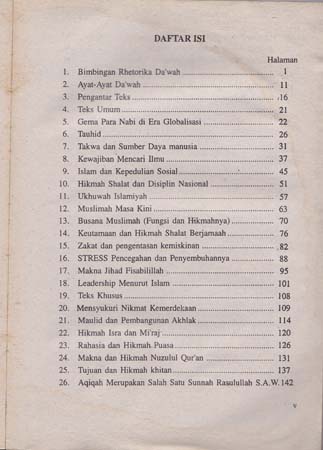 DAFTAR ISI
Halaman
1. Bimbingan Rhetorika Da'wah ........ 1
2. Ayat-Ayat Da'wah ........ 11
3. Pengantar Teks ........ 16
4. Teks Umum ........ 21
5. Gema Para Nabi di Era Globalisasi ........ 22
6. Tauhid ........ 26
7. Takwa dan Sumber Daya manusia ........ 31
8. Kewajiban Mencari Ilmu ........ 37
9. Islam dan Kepedulian Sosial ........ 45
10. Hikmah Shalat dan Disiplin Nasional ........ 51
11. Ukhuwah Islamiyah ........ 57
12. Muslimah Masa Kini ........ 63
13. Busana Muslimah (Fungsi dan Hikmahnya) ........ 70
14. Keutamaan dan Hikmah Shalat Berjamaah ........ 76
15. Zakat dan pengentasan kemiskinan ........ 82
16. STRESS Pencegahan dan Penyembuhannya ........ 88
17. Makna Jihad Fisabilillah ........ 95
18. Leadership Menurut Islam ........ 101
19. Teks Khusus ........ 108
20. Mensyukuri Nikmat Kemerdekaan ........ 109
21. Maulid dan Pembangunan Akhlak ........ 114
22. Hikmah Isra dan Mi'raj ........ 120
23. Rahasia dan Hikmah Puasa ........ 126
24. Makna dan Hikmah Nuzulul Qur'an ........ 131
25. Tujuan dan Hikmah khitan ........ 137
26. Aqiqah Merupakan Salah Satu Sunnah Rasulullah S.A.W. 142
v